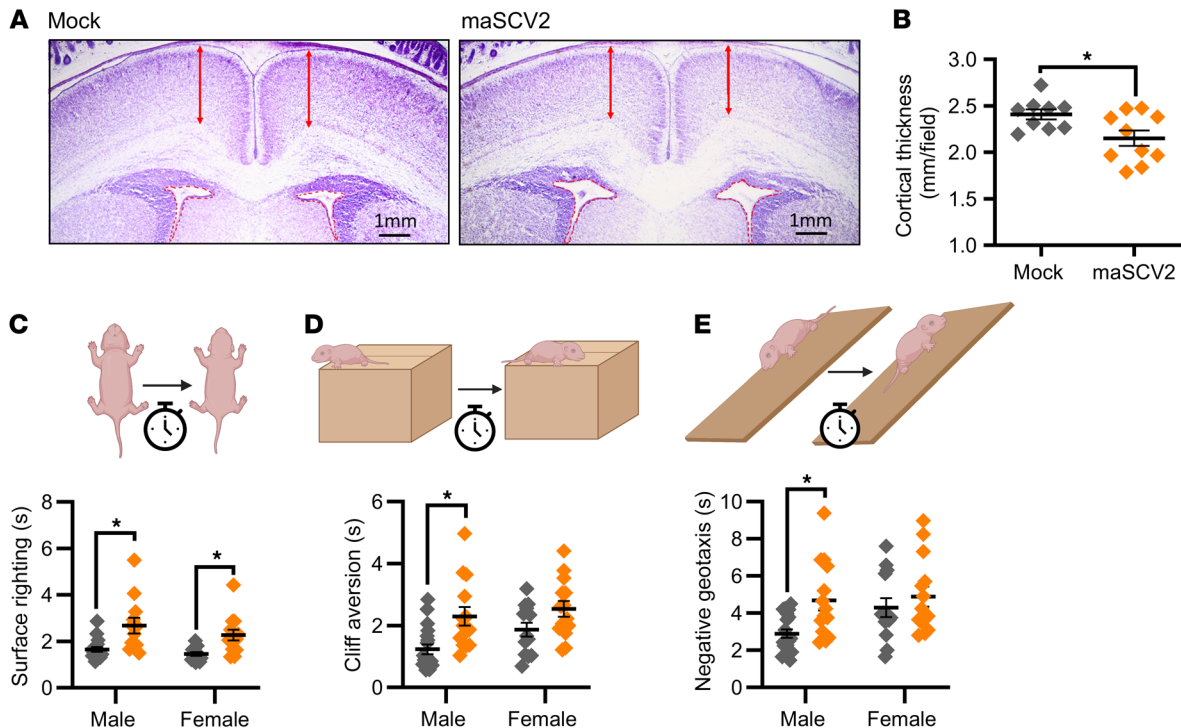 A Mock maSCV2
1mm 1mm
B
Cortical thickness
(mm/field)
3.0
2.5
2.0
1.5
1.0
*
Mock maSCV2
C
Surface righting (s)
8
6
4
2
0
* *
Male Female
D
Cliff aversion (s)
6
4
2
0
*
Male Female
E
Negative geotaxis (s)
10
8
6
4
2
0
*
Male Female